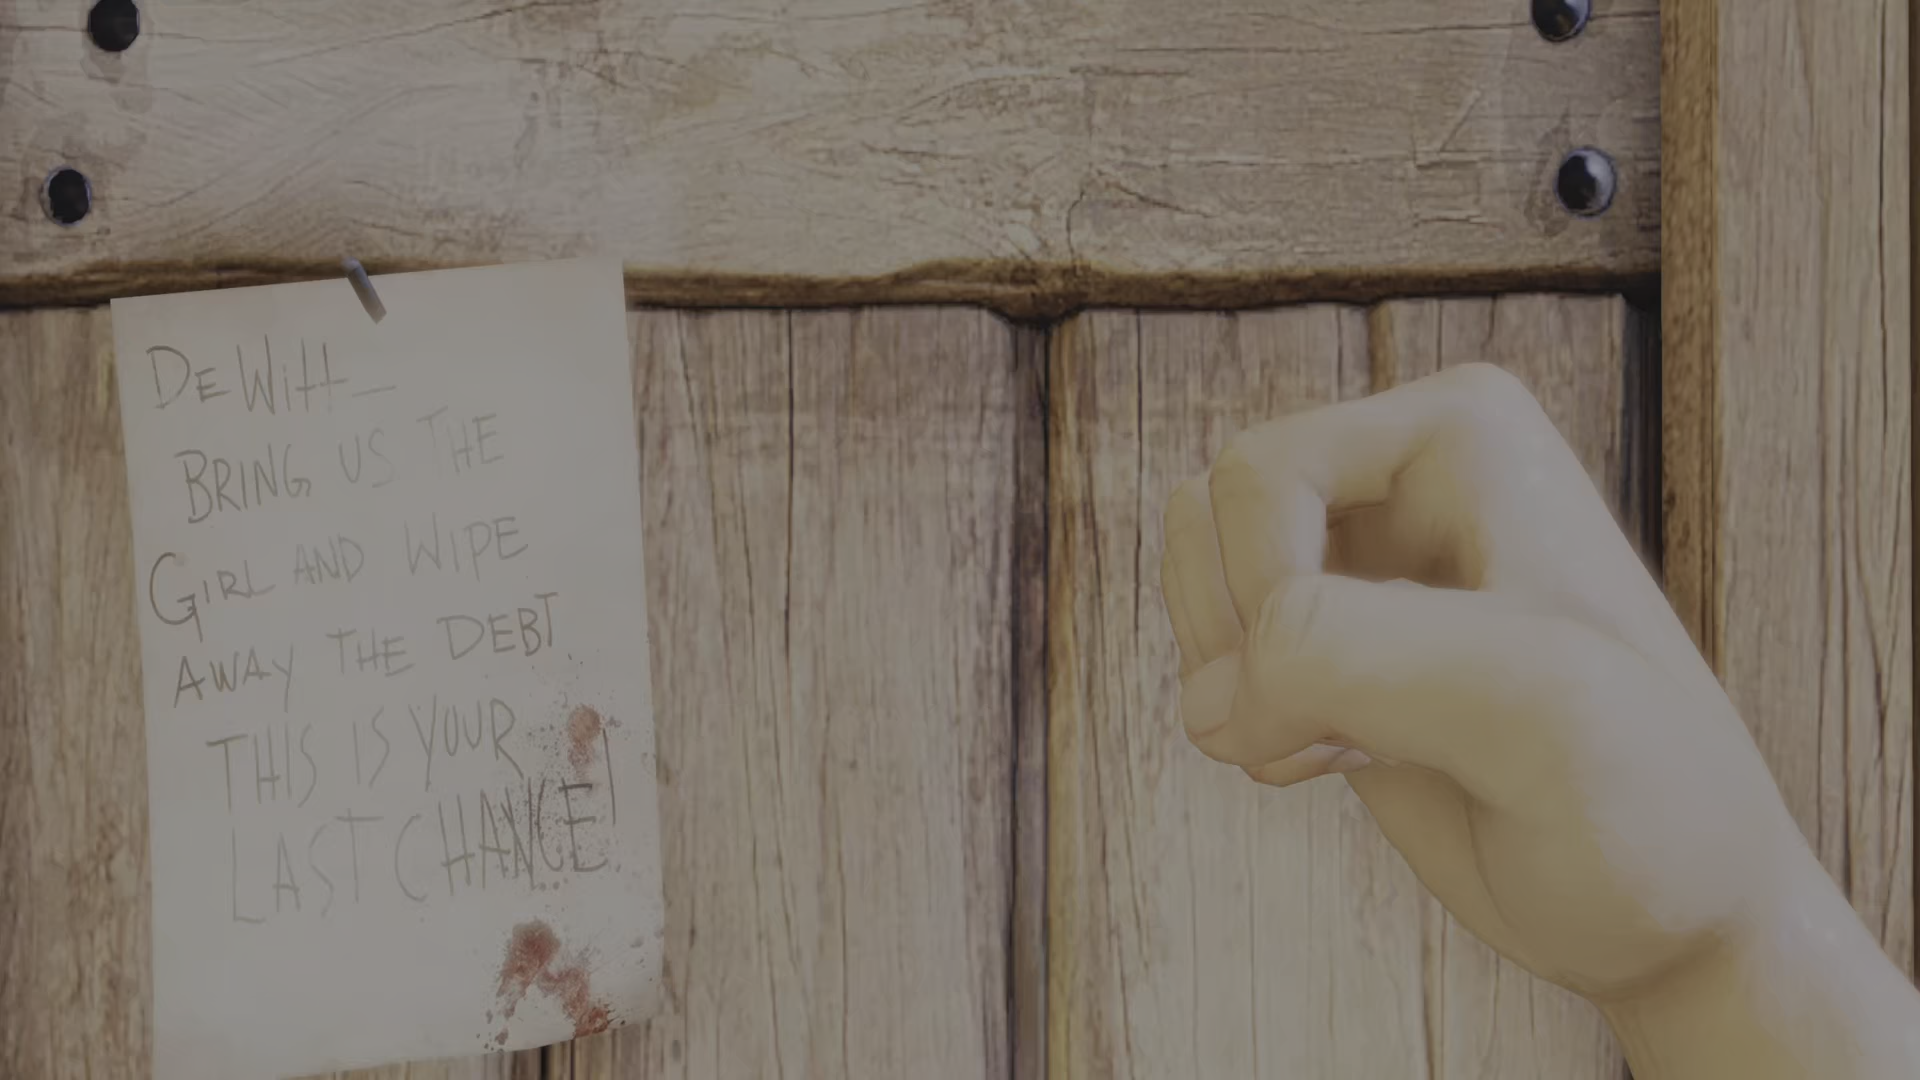 DEWitt—
BRING US THE
GIRL AND WIPE
AWAY THE DEBT
THIS IS YOUR
LAST CHANCE!